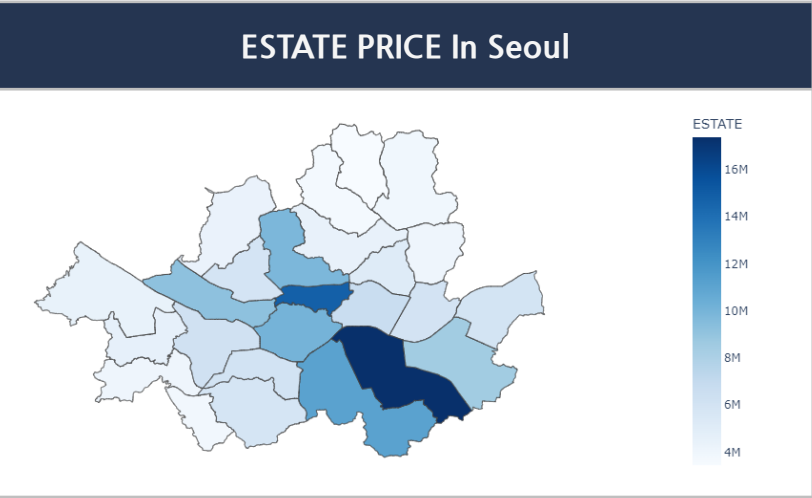 ESTATE PRICE In Seoul
ESTATE
16M
14M
12M
10M
8M
6M
4M